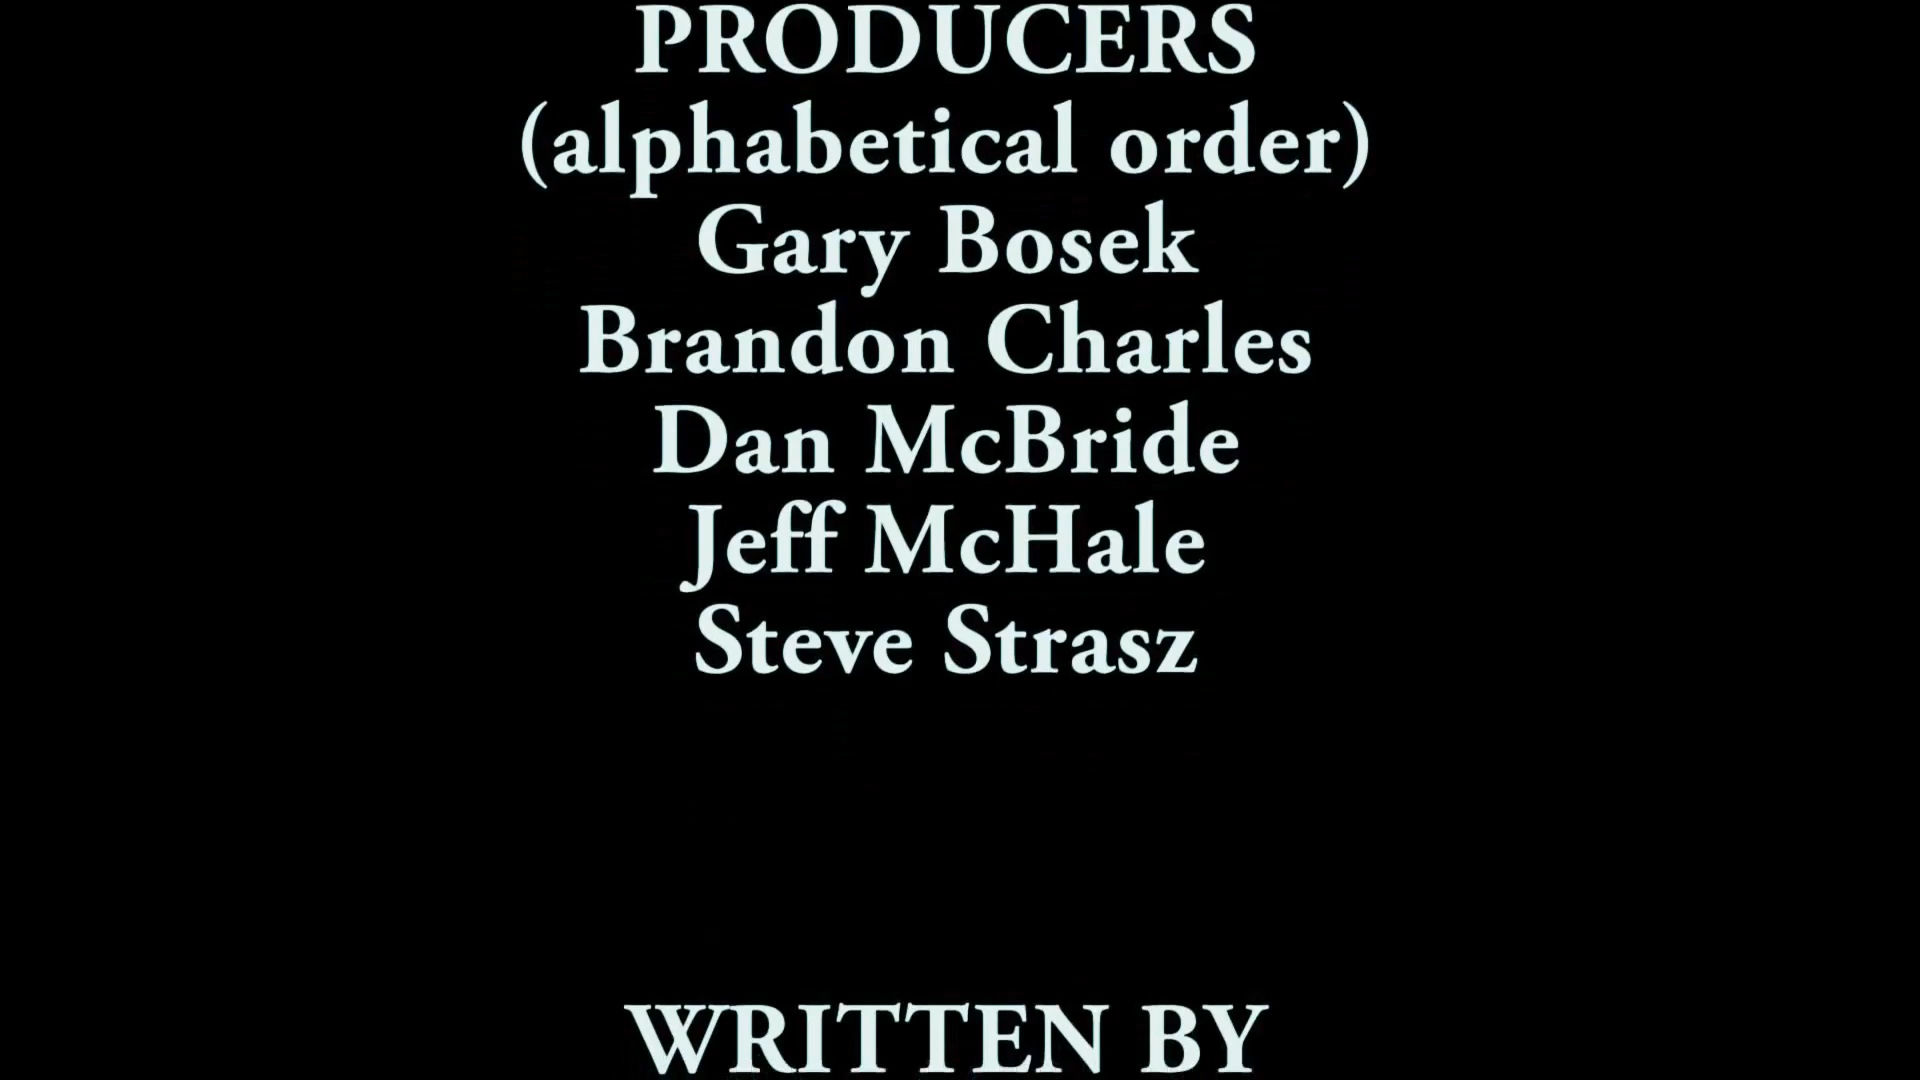 PRODUCERS
(alphabetical order)
Gary Bosek
Brandon Charles
Dan McBride
Jeff McHale
Steve Strasz
WRITTEN BY